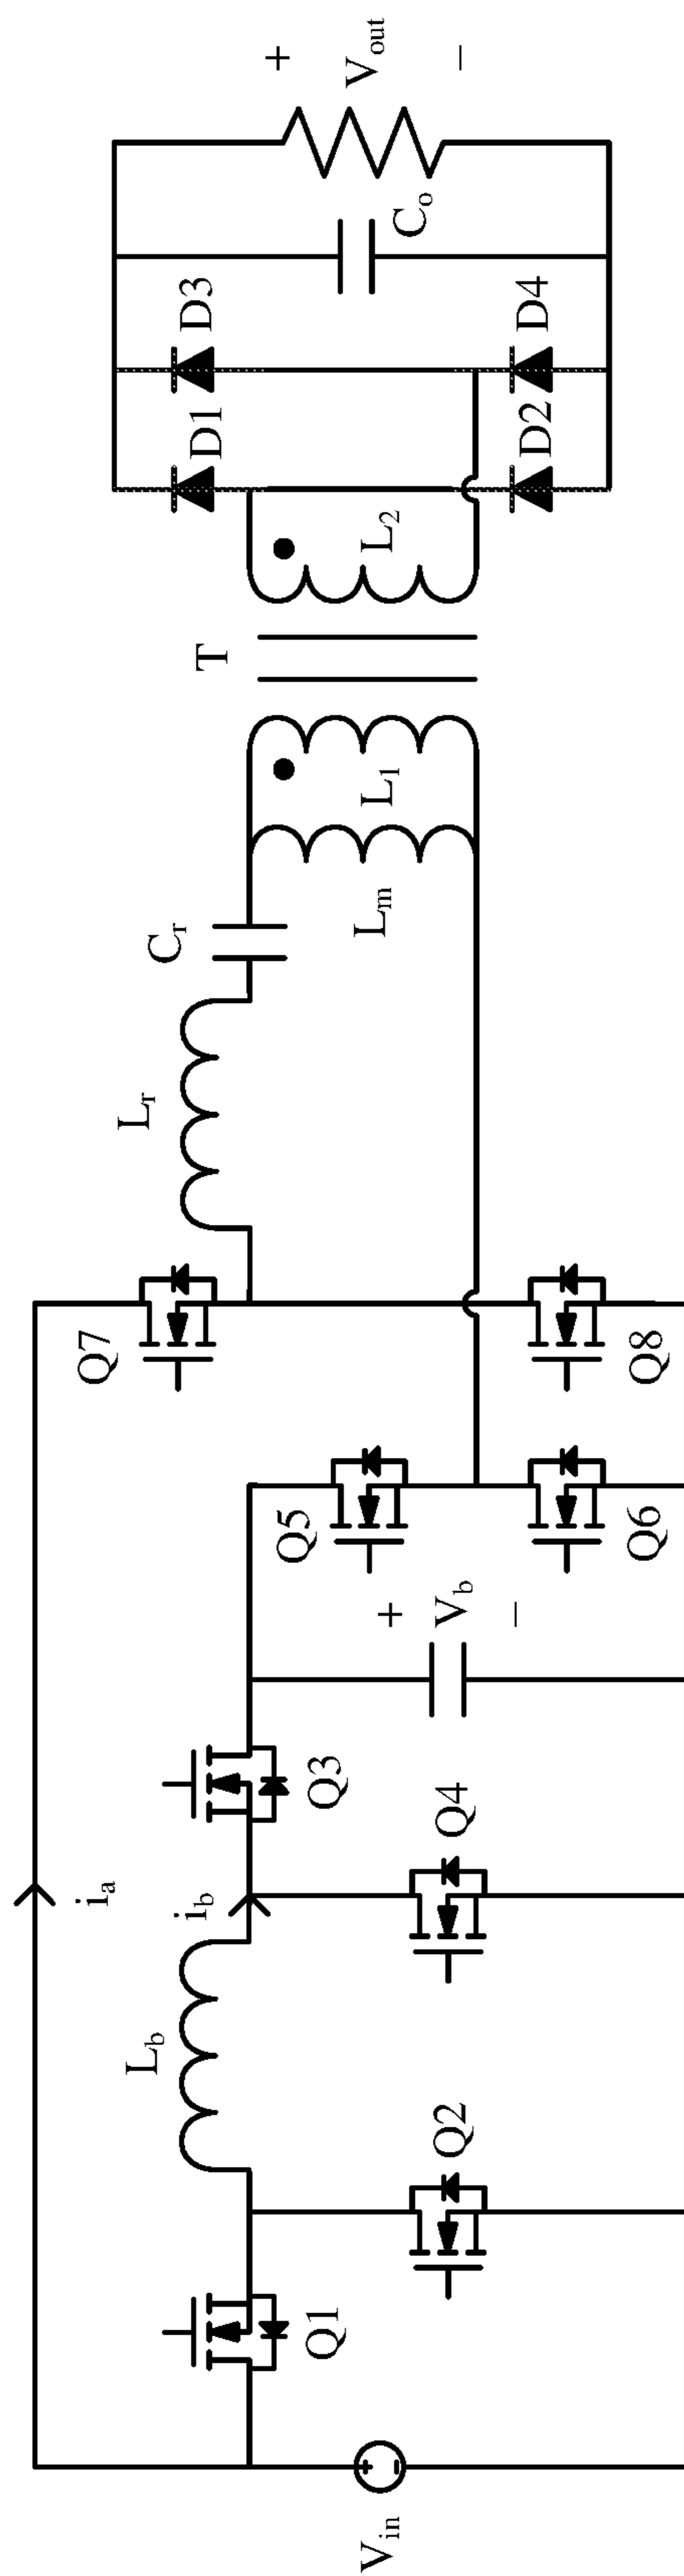 V_in
Q1
Q2
L_b
i_a
i_b
Q4
Q3
+
V_b
−
Q5
Q6
Q7
Q8
L_r
C_r
L_m
L_1
T
L_2
D1
D2
D3
D4
C_o
+
V_out
−